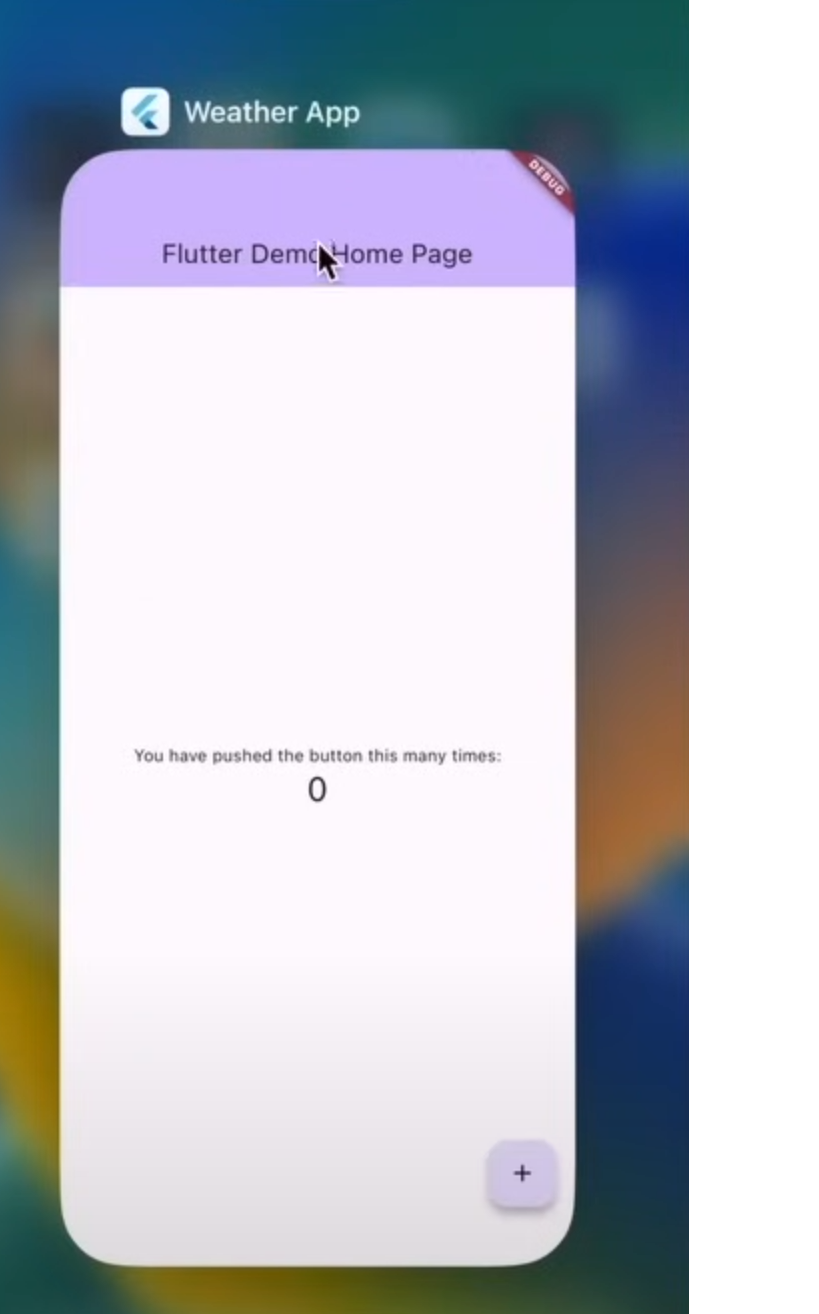 Weather App
DEBUG
Flutter Demo Home Page
You have pushed the button this many times:
0
+